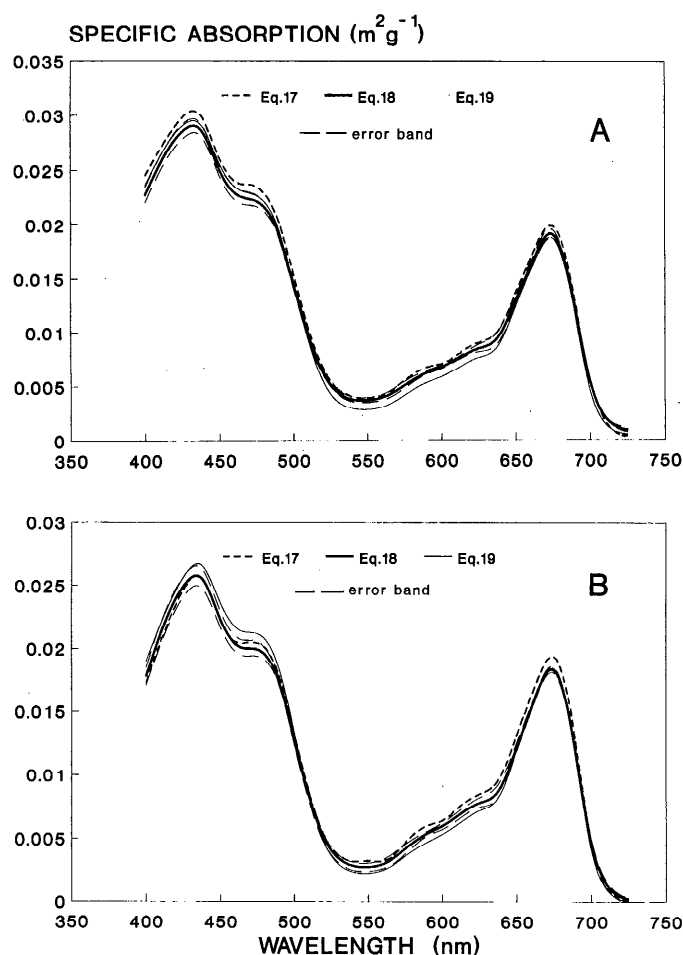 SPECIFIC ABSORPTION (m²g⁻¹)
0.035
0.03
0.025
0.02
0.015
0.01
0.005
0
Eq.17 Eq.18 Eq.19
error band
A
350 400 450 500 550 600 650 700 750
0.03
0.025
0.02
0.015
0.01
0.005
0
Eq.17 Eq.18 Eq.19
error band
B
350 400 450 500 550 600 650 700 750
WAVELENGTH (nm)